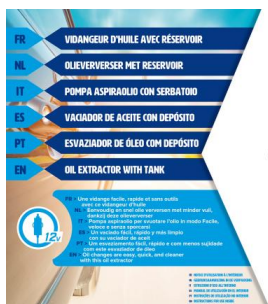 FR VIDANGEUR D'HUILE AVEC RÉSERVOIR
NL OLIEVERVERSER MET RESERVOIR
IT POMPA ASPIRAOLIO CON SERBATOIO
ES VACIADOR DE ACEITE CON DEPÓSITO
PT ESVAZIADOR DE ÓLEO COM DEPÓSITO
EN OIL EXTRACTOR WITH TANK
12V
FR - Une vidange facile, rapide et sans outils
avec ce vidangeur d'huile
NL - Eenvoudig en snel olie verversen met minder vuil,
dankzij deze olieververser
IT - Pompa aspiraolio per svuotare l'olio in modo facile,
veloce e senza sporcarsi
ES - Un vaciado fácil, rápido y más limpio
con su vaciador de aceite
PT - Um esvaziamento fácil, rápido e com menos sujidade
com este esvaziador de óleo
EN - Oil changes are easy, quick, and cleaner
with this oil extractor